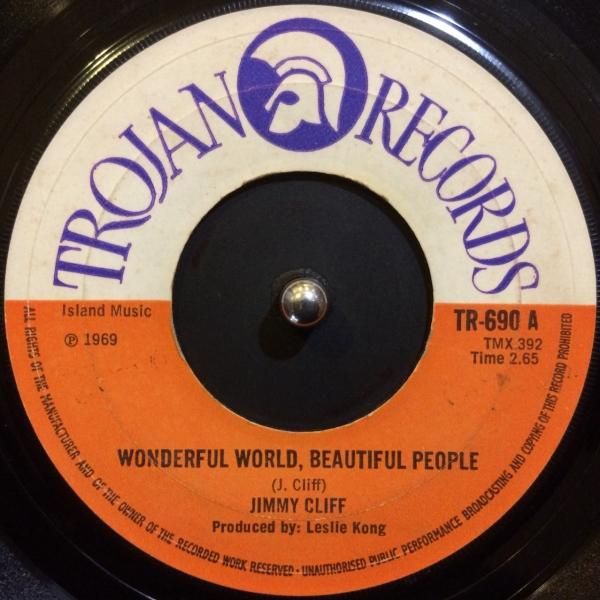 TROJAN RECORDS
Island Music
℗ 1969
TR-690 A
TMX.392
Time 2.65
WONDERFUL WORLD, BEAUTIFUL PEOPLE
(J. Cliff)
JIMMY CLIFF
Produced by: Leslie Kong
ALL RIGHTS OF THE MANUFACTURER AND OF THE OWNER OF THE RECORDED WORK RESERVED · UNAUTHORISED PUBLIC PERFORMANCE BROADCASTING AND COPYING OF THIS RECORD PROHIBITED